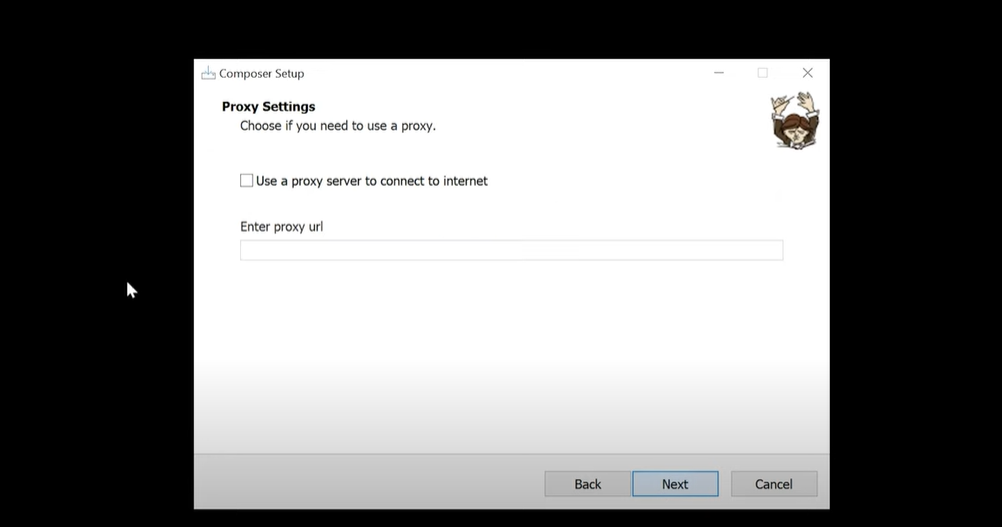 Composer Setup
Proxy Settings
Choose if you need to use a proxy.
Use a proxy server to connect to internet
Enter proxy url
Back Next Cancel